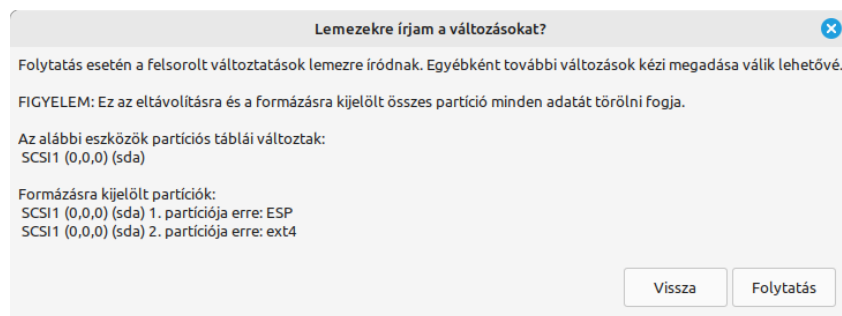 Lemezekre írjam a változásokat?
Folytatás esetén a felsorolt változtatások lemezre íródnak. Egyébként további változások kézi megadása válik lehetővé.
FIGYELEM: Ez az eltávolításra és a formázásra kijelölt összes partíció minden adatát törölni fogja.
Az alábbi eszközök partíciós táblái változtak:
SCSI1 (0,0,0) (sda)
Formázásra kijelölt partíciók:
SCSI1 (0,0,0) (sda) 1. partíciója erre: ESP
SCSI1 (0,0,0) (sda) 2. partíciója erre: ext4
Vissza Folytatás